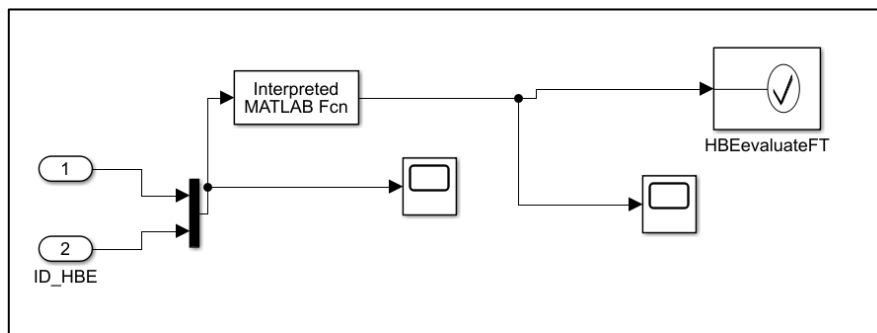 Interpreted
MATLAB Fcn
HBEevaluateFT
1
2
ID_HBE